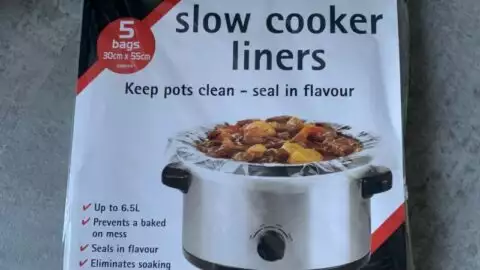 5
bags
30cm x 55cm
slow cooker
liners
Keep pots clean - seal in flavour
✔ Up to 6.5L
✔ Prevents a baked
on mess
✔ Seals in flavour
✔ Eliminates soaking